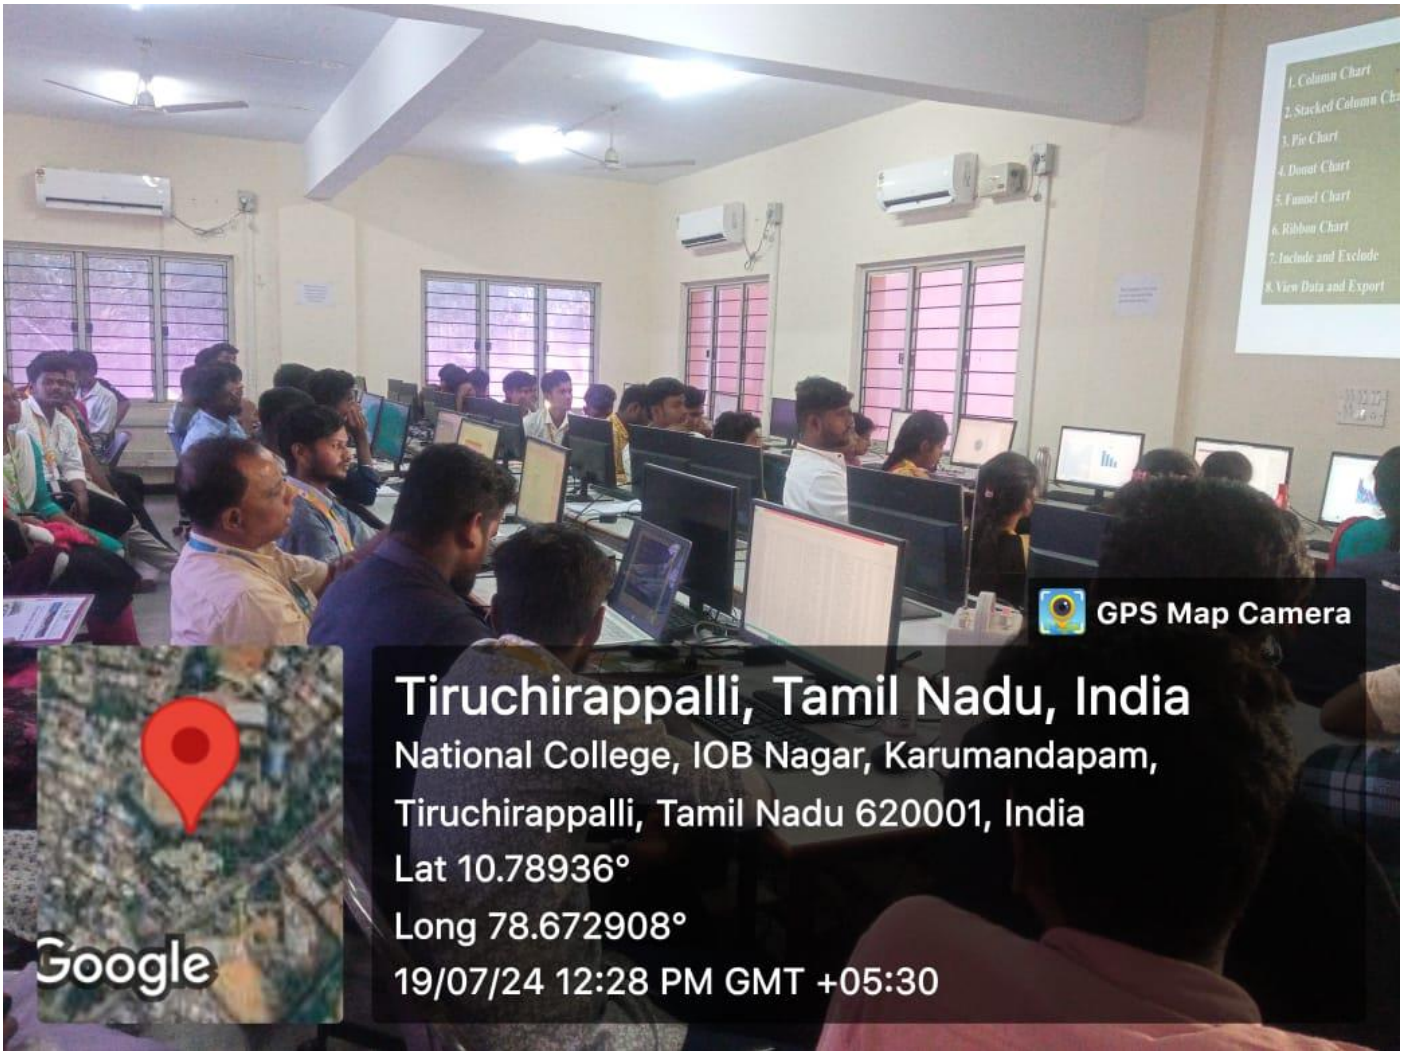 1. Column Chart
2. Stacked Column Cha
3. Pie Chart
4. Donut Chart
5. Funnel Chart
6. Ribbon Chart
7. Include and Exclude
8. View Data and Export
GPS Map Camera
Tiruchirappalli, Tamil Nadu, India
National College, IOB Nagar, Karumandapam,
Tiruchirappalli, Tamil Nadu 620001, India
Lat 10.78936°
Long 78.672908°
19/07/24 12:28 PM GMT +05:30
Google